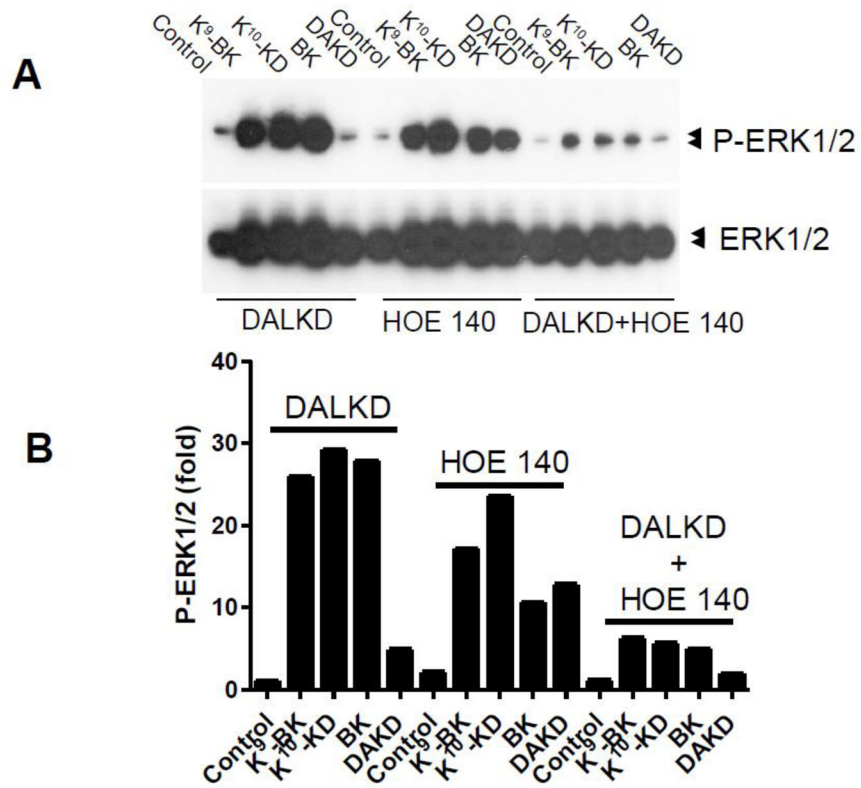 A
Control K⁹-BK K¹⁰-KD BK DAKD Control K⁹-BK K¹⁰-KD BK DAKD Control K⁹-BK K¹⁰-KD BK DAKD
P-ERK1/2
ERK1/2
DALKD HOE 140 DALKD+HOE 140
B
P-ERK1/2 (fold)
40
30
20
10
0
DALKD
HOE 140
DALKD
+
HOE 140
Control K⁹-BK K¹⁰-KD BK DAKD Control K⁹-BK K¹⁰-KD BK DAKD Control K⁹-BK K¹⁰-KD BK DAKD